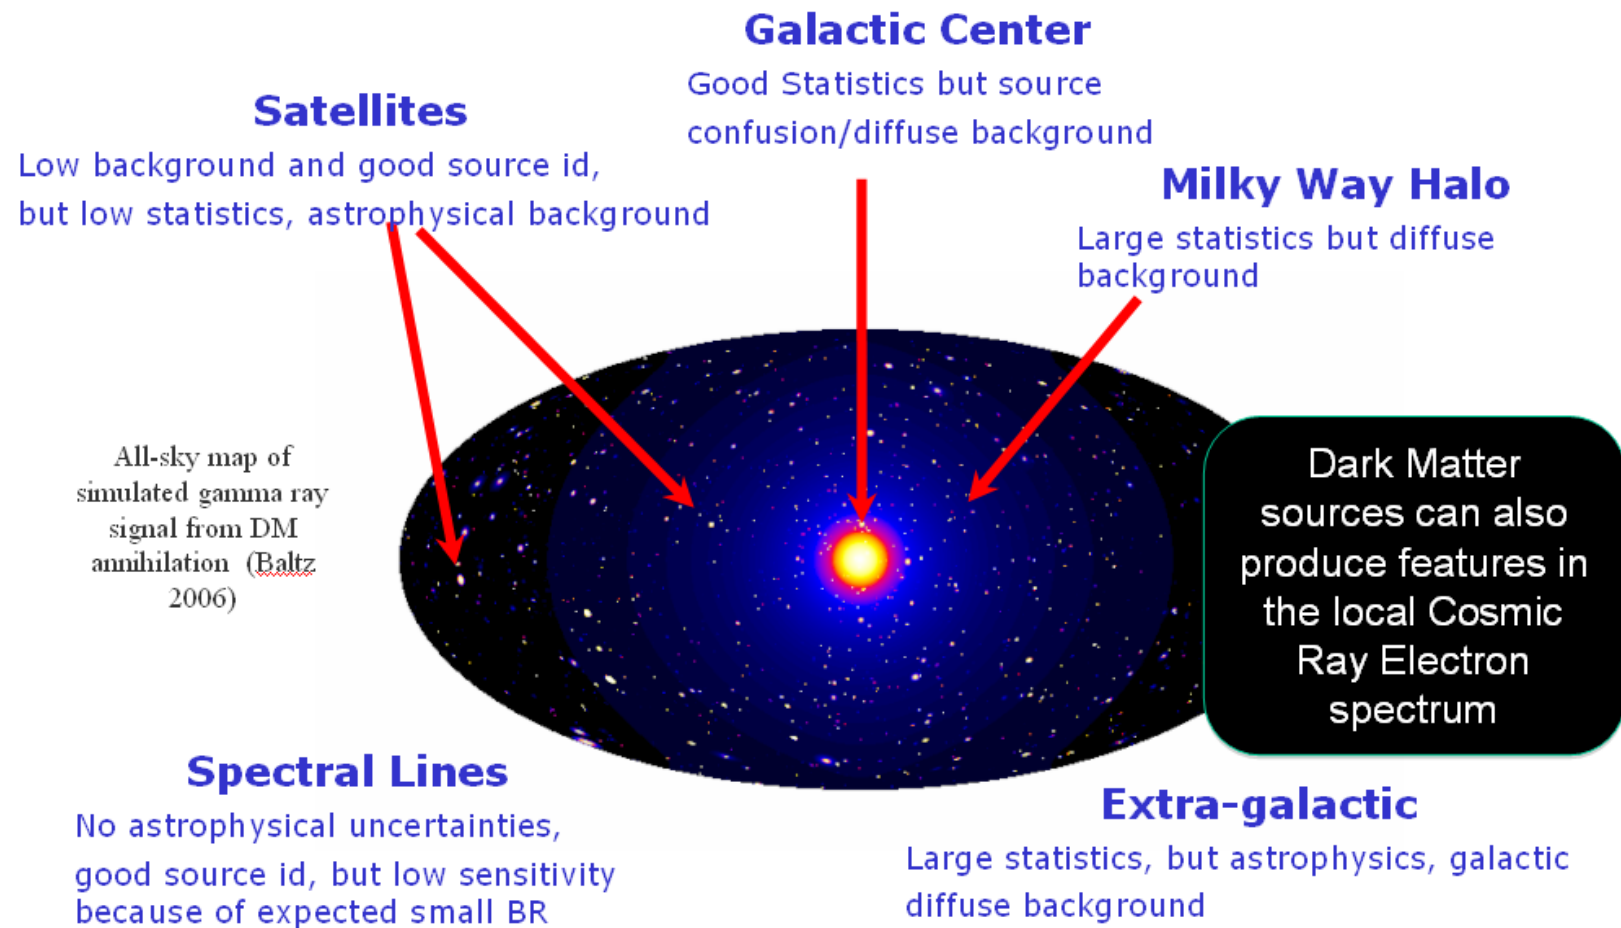 Galactic Center
Good Statistics but source
confusion/diffuse background
Satellites
Low background and good source id,
but low statistics, astrophysical background
Milky Way Halo
Large statistics but diffuse
background
All-sky map of
simulated gamma ray
signal from DM
annihilation (Baltz
2006)
Dark Matter
sources can also
produce features in
the local Cosmic
Ray Electron
spectrum
Spectral Lines
No astrophysical uncertainties,
good source id, but low sensitivity
because of expected small BR
Extra-galactic
Large statistics, but astrophysics, galactic
diffuse background